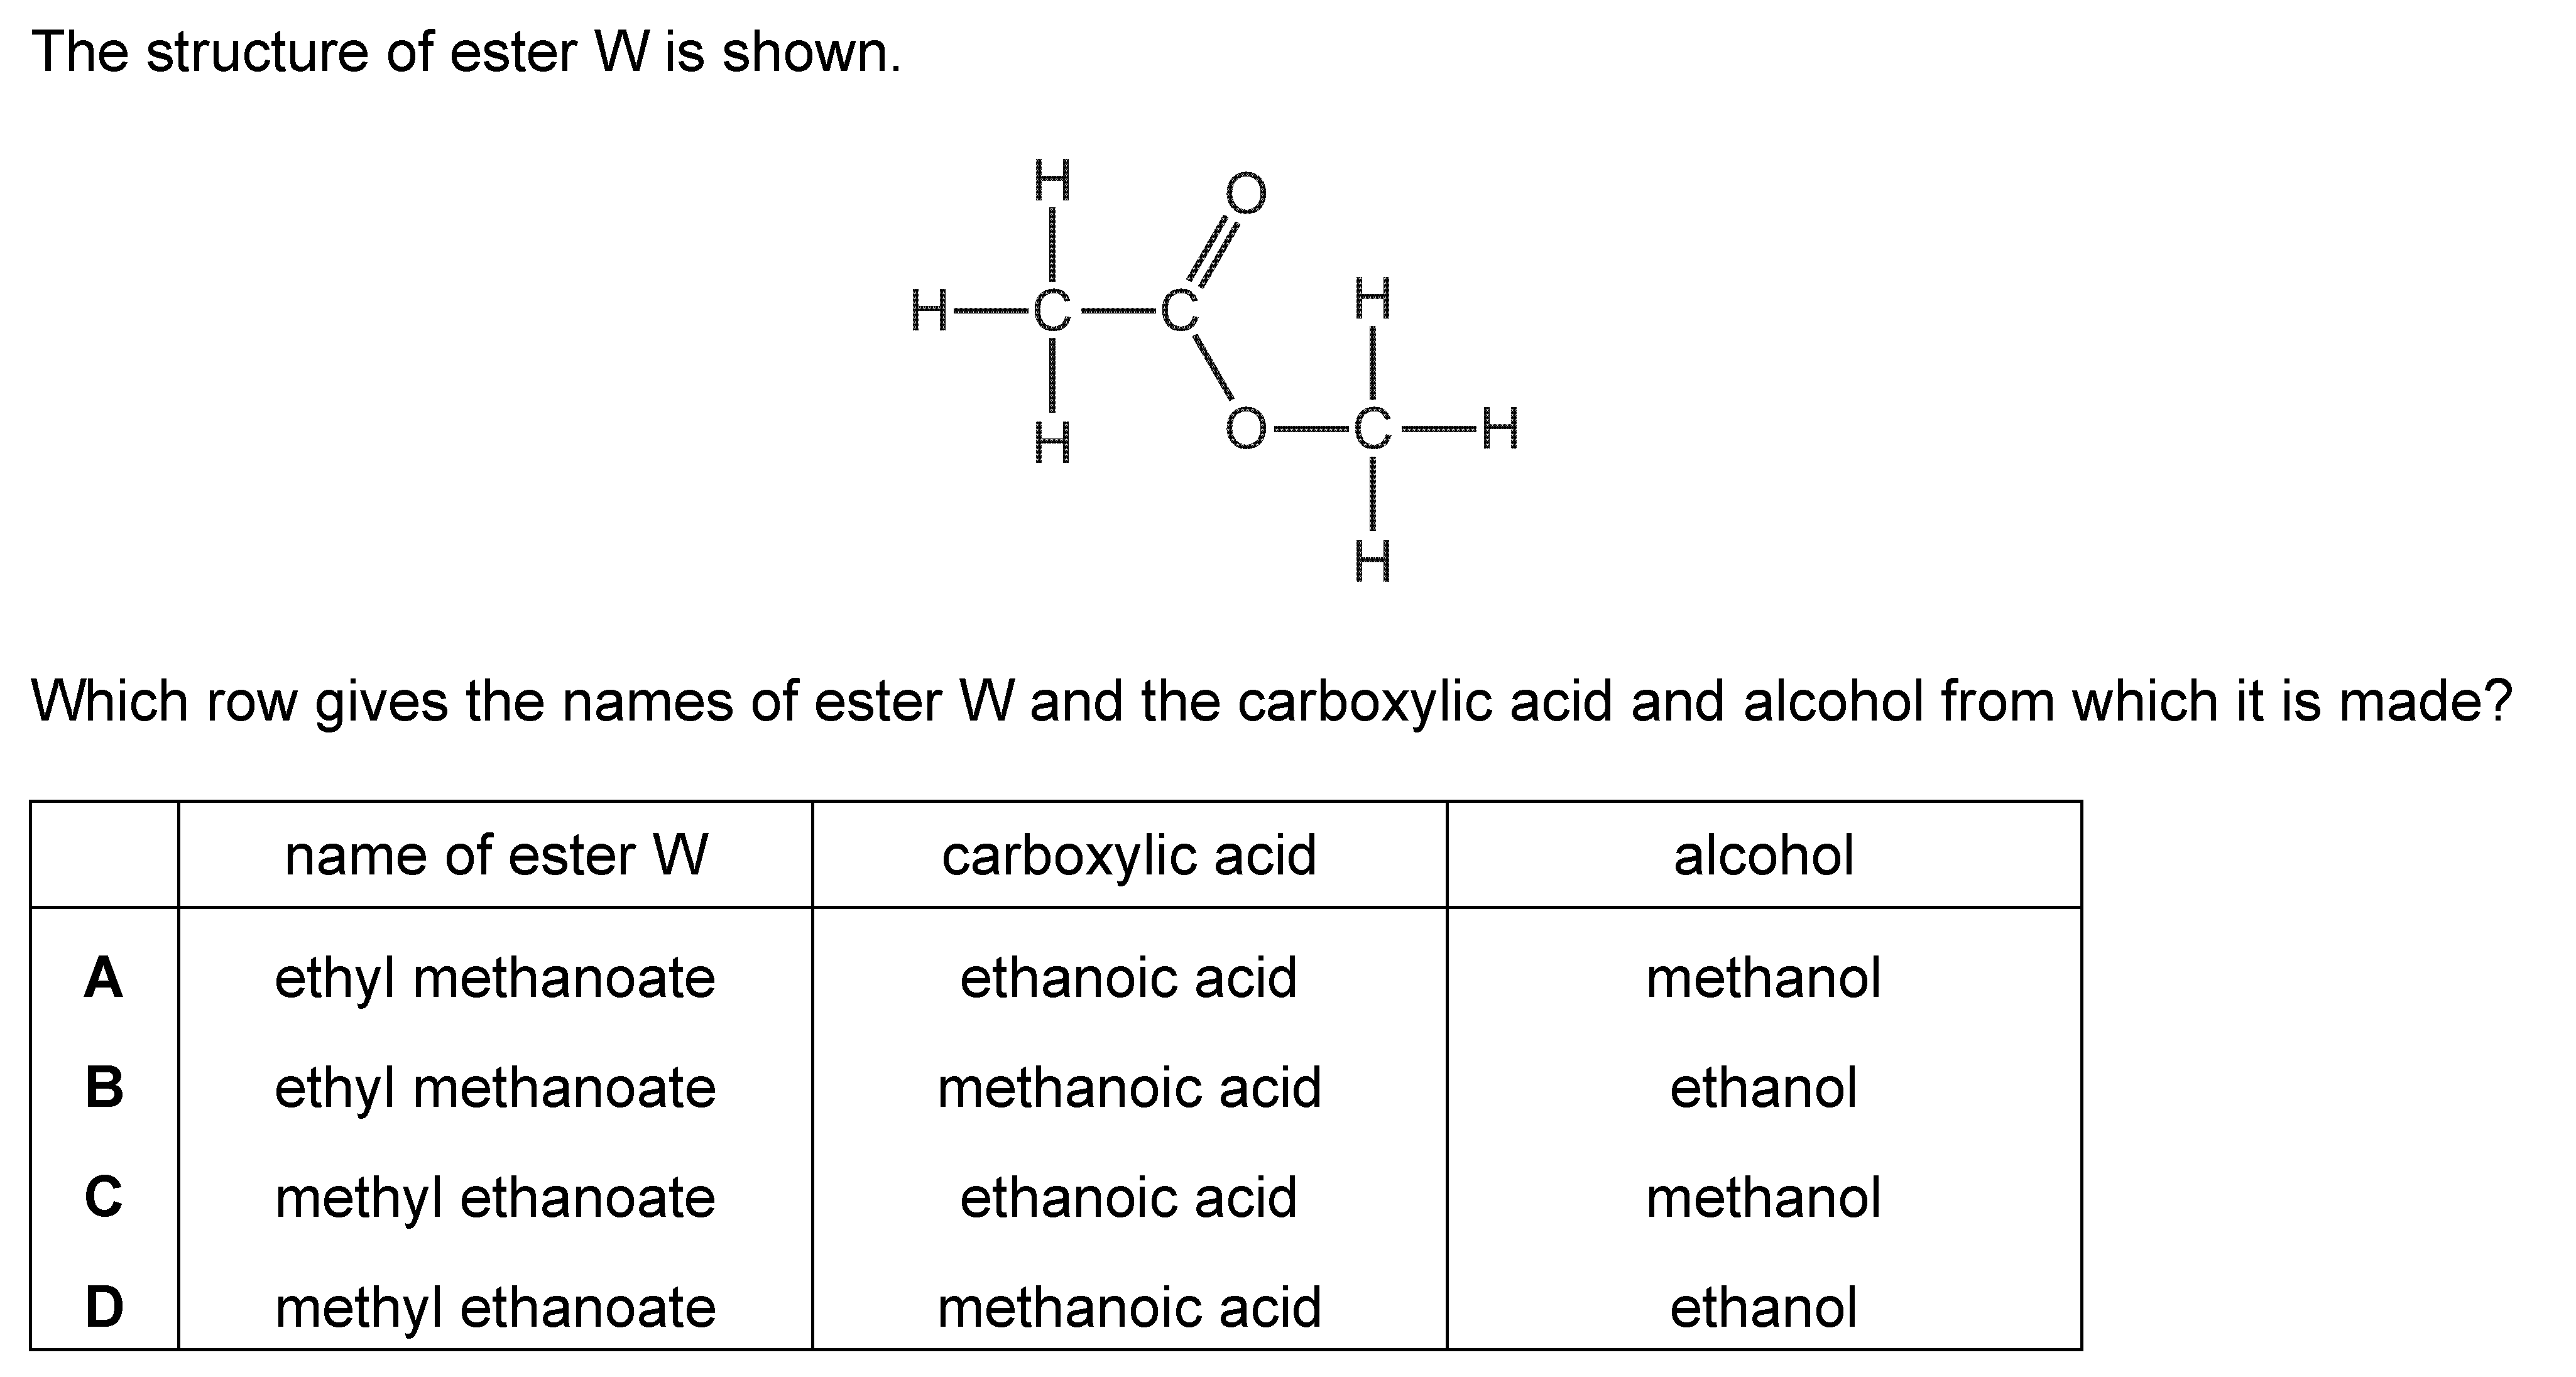 The structure of ester W is shown.
H O
H
H C C
H O C H
H
Which row gives the names of ester W and the carboxylic acid and alcohol from which it is made?
name of ester W carboxylic acid alcohol
A ethyl methanoate ethanoic acid methanol
B ethyl methanoate methanoic acid ethanol
C methyl ethanoate ethanoic acid methanol
D methyl ethanoate methanoic acid ethanol